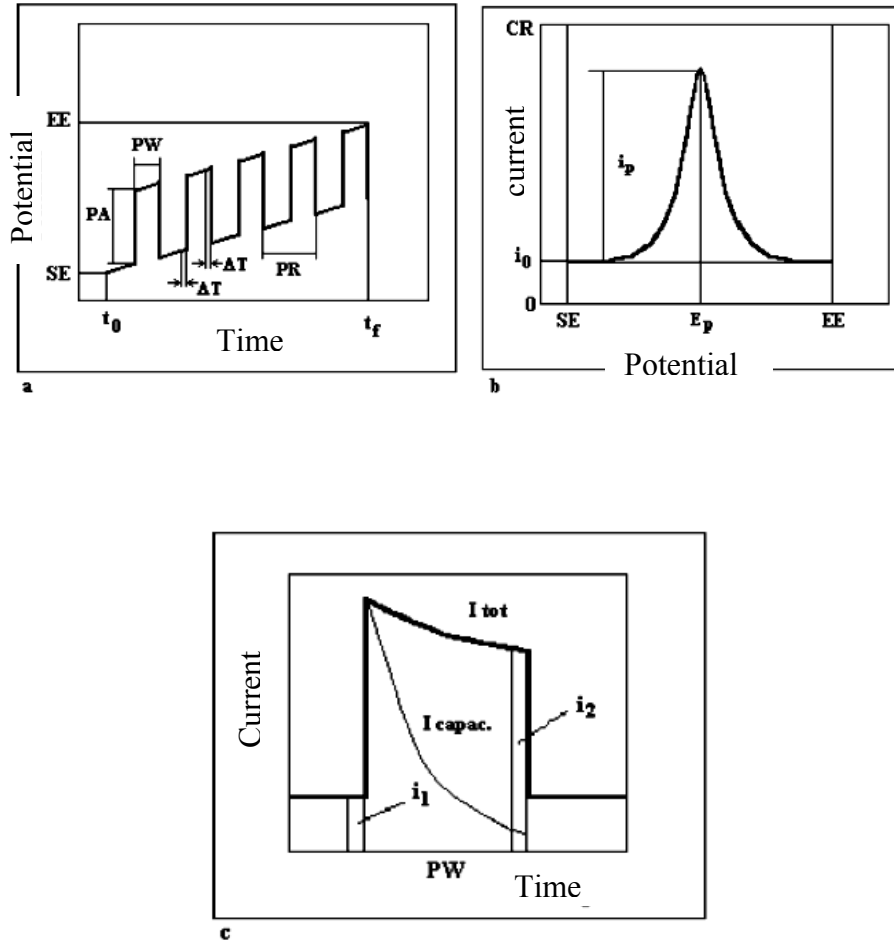 EE
PW
Potential
PA
SE
ΔT
PR
ΔT
t0
Time
tf
a
CR
current
ip
i0
0
SE
Ep
EE
Potential
b
I tot
Current
i2
I capac.
i1
PW
Time
c